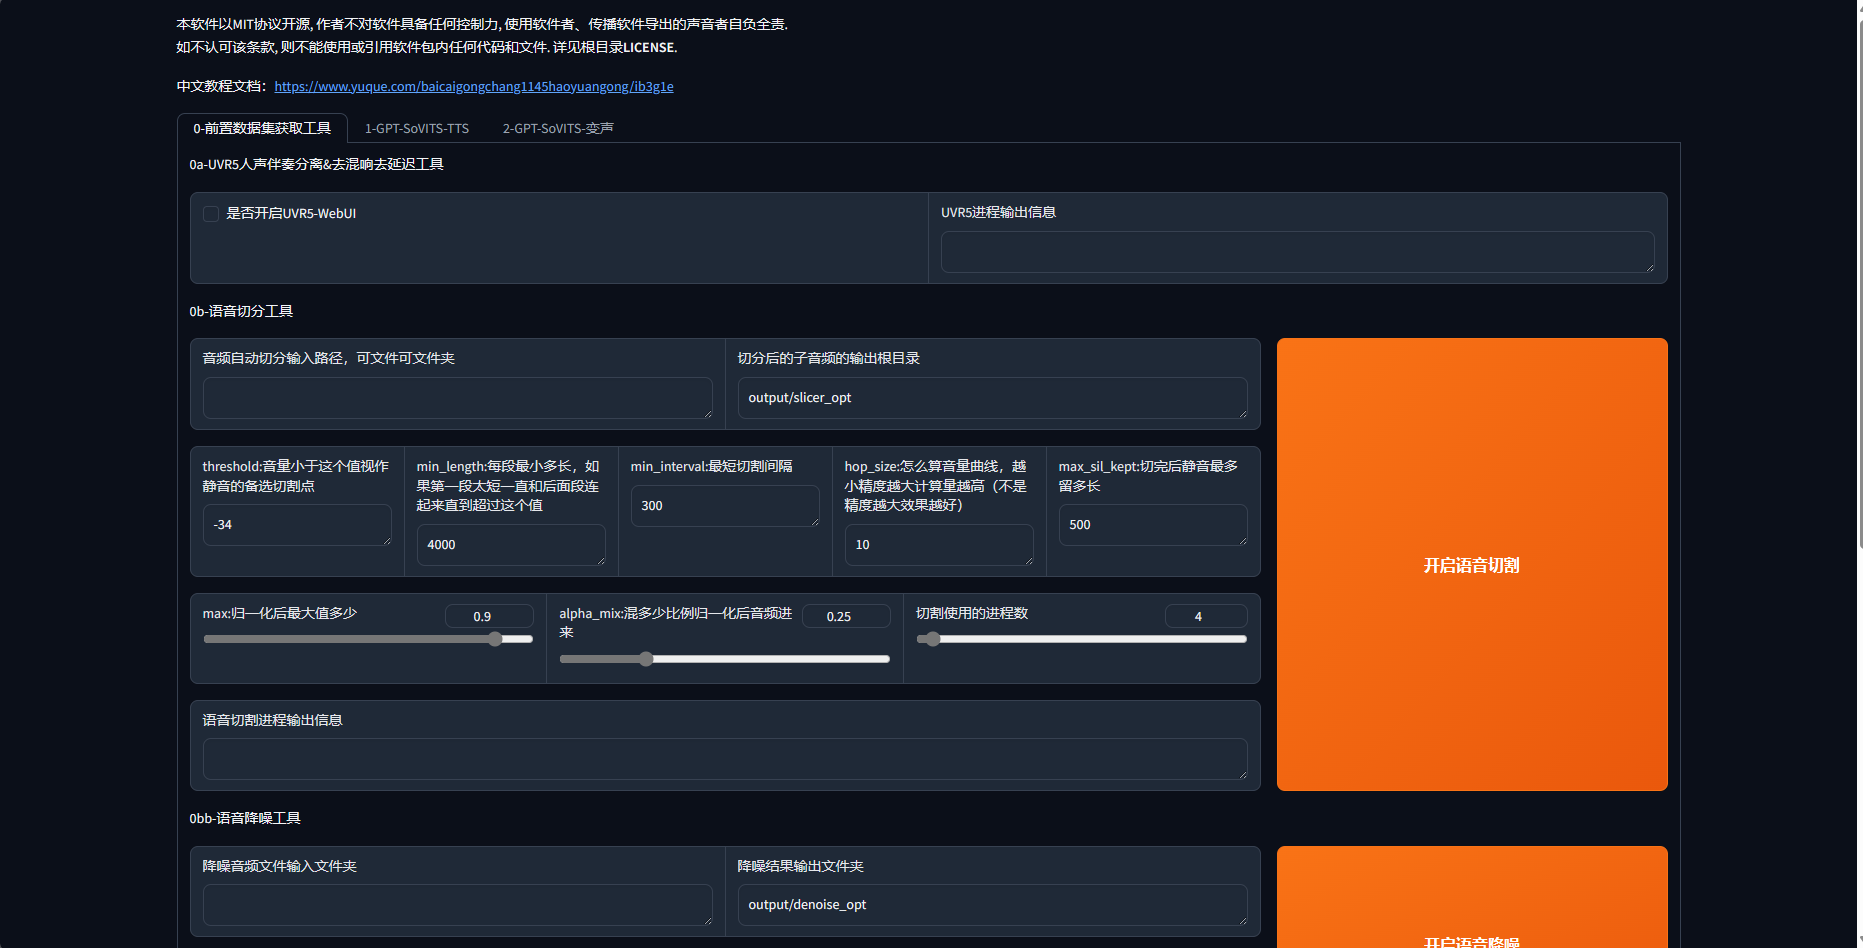 本软件以MIT协议开源, 作者不对软件具备任何控制力, 使用软件者、传播软件导出的声音者自负全责.
如不认可该条款, 则不能使用或引用软件包内任何代码和文件. 详见根目录LICENSE.
中文教程文档：https://www.yuque.com/baicaigongchang1145haoyuangong/ib3g1e
0-前置数据集获取工具
1-GPT-SoVITS-TTS
2-GPT-SoVITS-变声
0a-UVR5人声伴奏分离&去混响去延迟工具
是否开启UVR5-WebUI
UVR5进程输出信息
0b-语音切分工具
音频自动切分输入路径，可文件可文件夹
切分后的子音频的输出根目录
output/slicer_opt
threshold:音量小于这个值视作
静音的备选切割点
-34
min_length:每段最小多长，如
果第一段太短一直和后面段连
起来直到超过这个值
4000
min_interval:最短切割间隔
300
hop_size:怎么算音量曲线，越
小精度越大计算量越高（不是
精度越大效果越好）
10
max_sil_kept:切完后静音最多
留多长
500
开启语音切割
max:归一化后最大值多少
0.9
alpha_mix:混多少比例归一化后音频进
来
0.25
切割使用的进程数
4
语音切割进程输出信息
0bb-语音降噪工具
降噪音频文件输入文件夹
降噪结果输出文件夹
output/denoise_opt
开启语音降噪